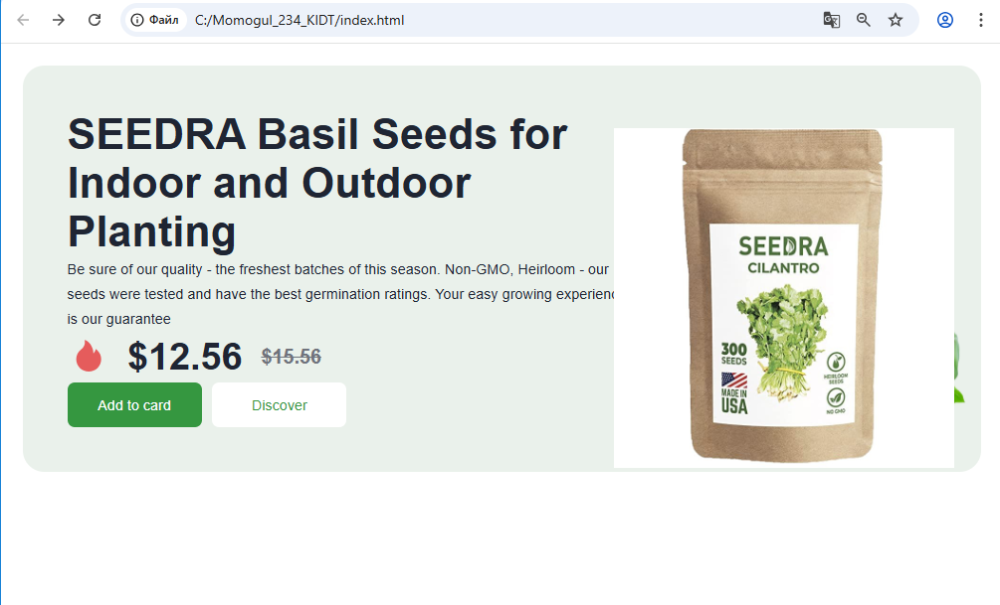 Файл
C:/Momogul_234_KIDT/index.html
SEEDRA Basil Seeds for
Indoor and Outdoor
Planting
Be sure of our quality - the freshest batches of this season. Non-GMO, Heirloom - our
seeds were tested and have the best germination ratings. Your easy growing experienc
is our guarantee
$12.56 $15.56
Add to card
Discover
SEEDRA
CILANTRO
300
SEEDS
MADE IN
USA
HEIRLOOM
SEEDS
NO GMO